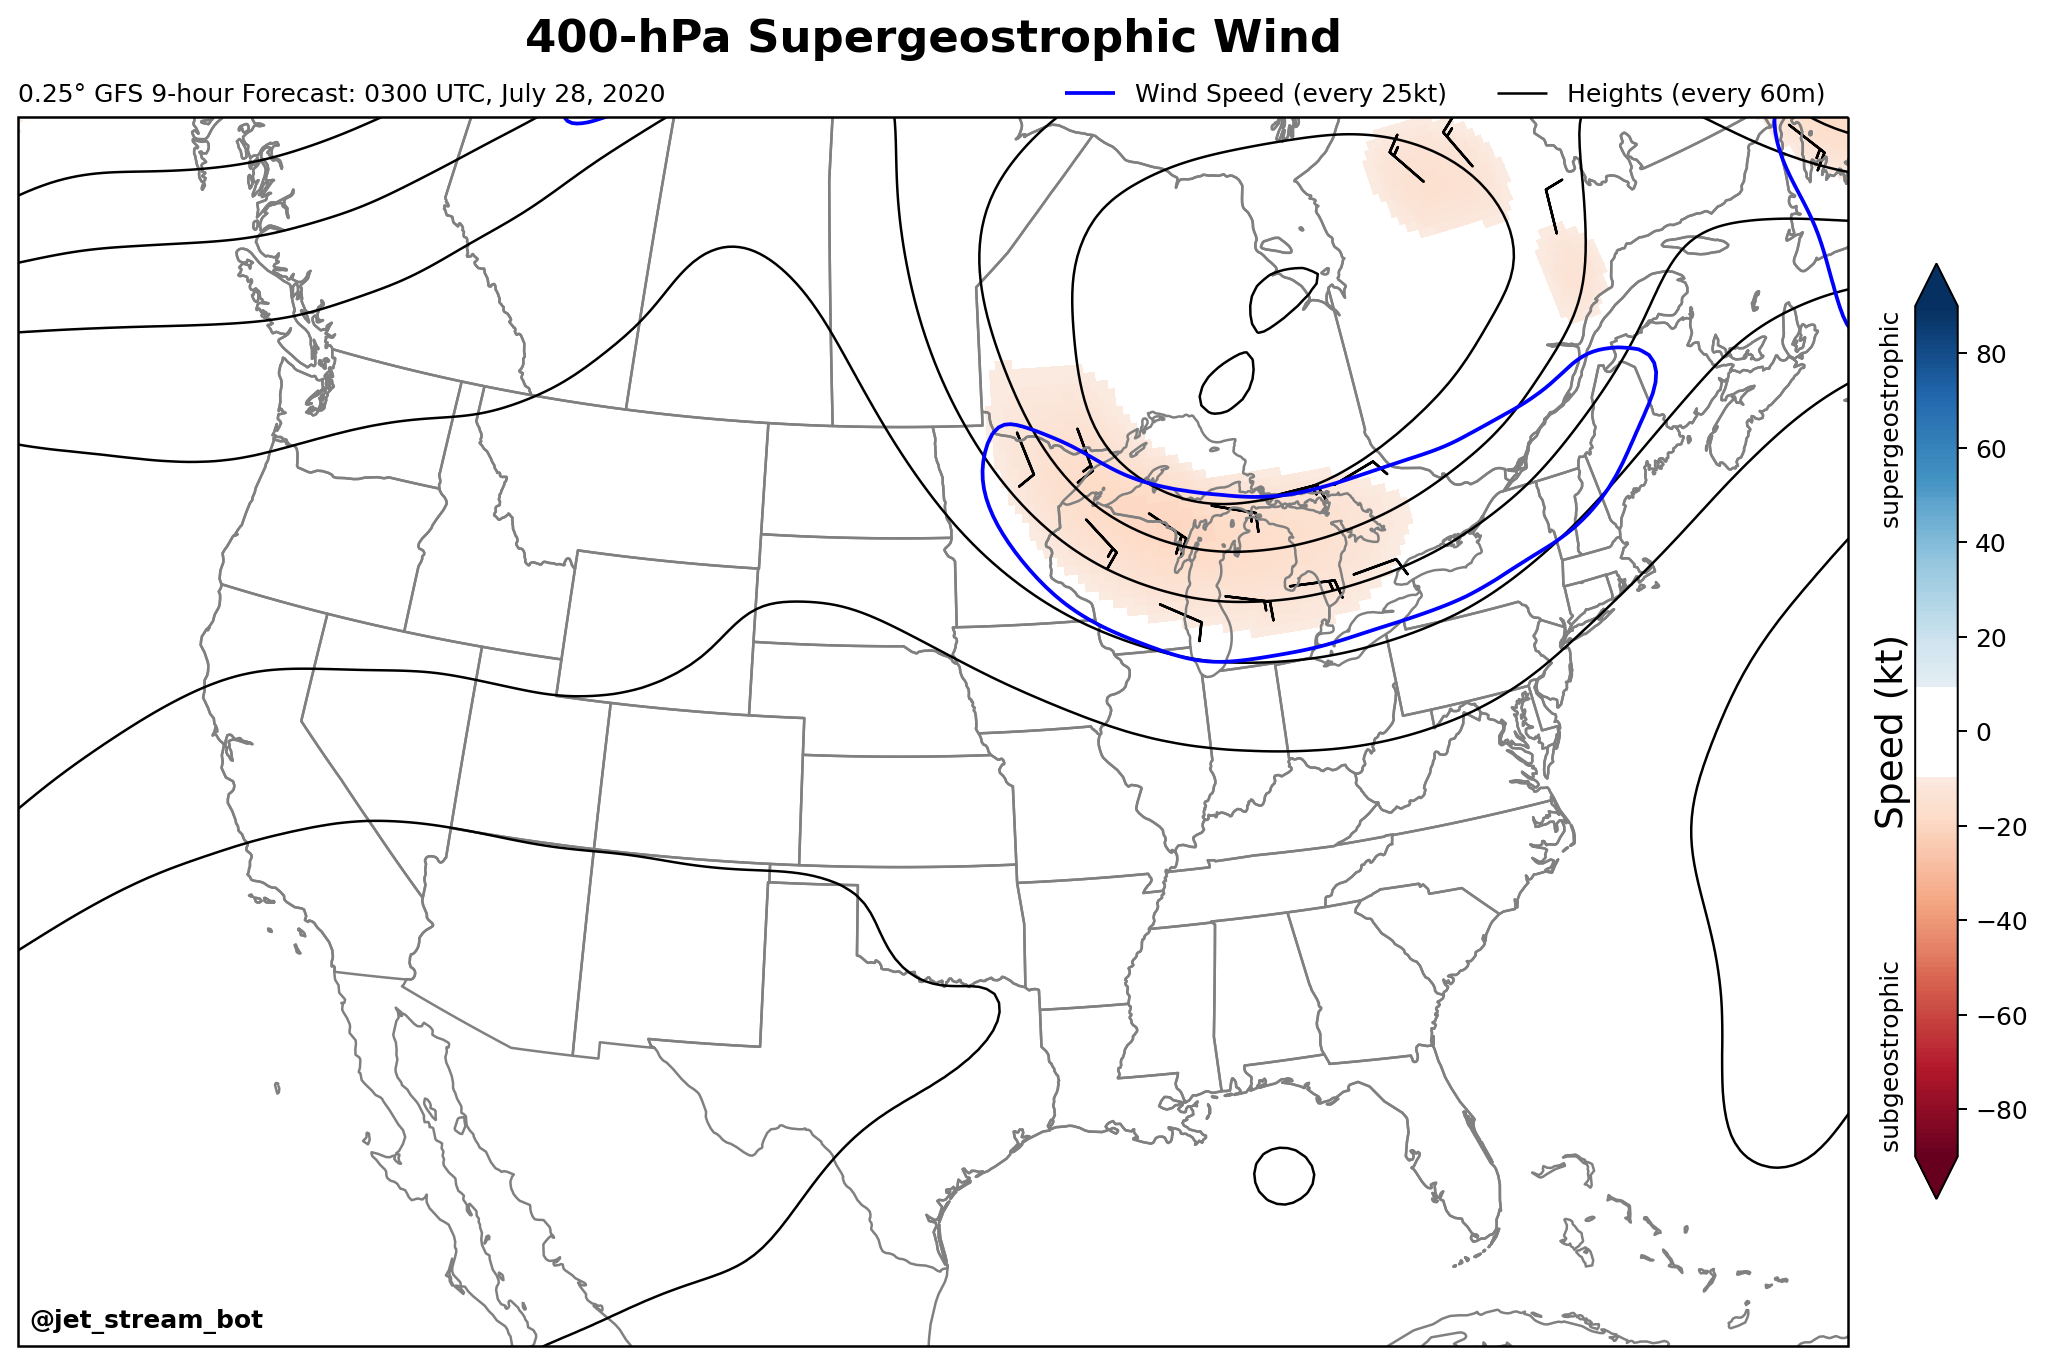 400-hPa Supergeostrophic Wind
0.25° GFS 9-hour Forecast: 0300 UTC, July 28, 2020
Wind Speed (every 25kt)
Heights (every 60m)
supergeostrophic
Speed (kt)
subgeostrophic
80
60
40
20
0
−20
−40
−60
−80
@jet_stream_bot